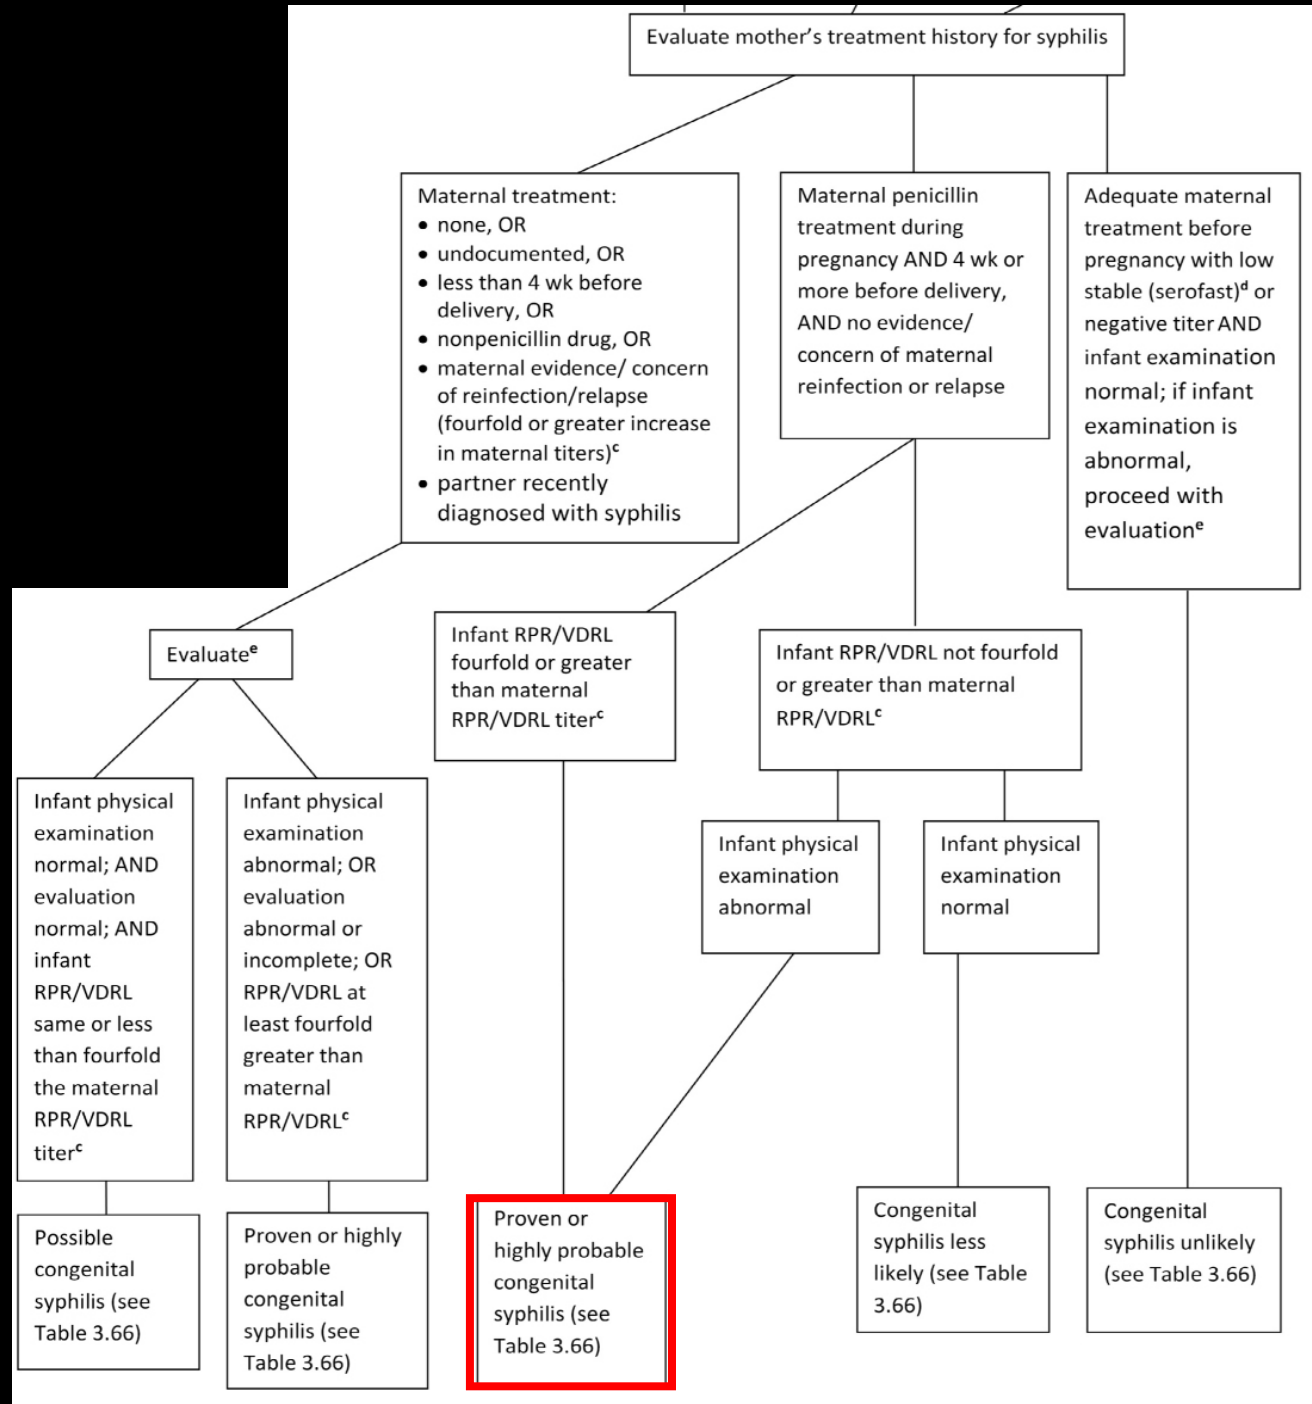 Evaluate mother's treatment history for syphilis
Maternal treatment:
• none, OR
• undocumented, OR
• less than 4 wk before
delivery, OR
• nonpenicillin drug, OR
• maternal evidence/ concern
of reinfection/relapse
(fourfold or greater increase
in maternal titers)c
• partner recently
diagnosed with syphilis
Maternal penicillin
treatment during
pregnancy AND 4 wk or
more before delivery,
AND no evidence/
concern of maternal
reinfection or relapse
Adequate maternal
treatment before
pregnancy with low
stable (serofast)d or
negative titer AND
infant examination
normal; if infant
examination is
abnormal,
proceed with
evaluatione
Evaluatee
Infant RPR/VDRL
fourfold or greater
than maternal
RPR/VDRL titerc
Infant RPR/VDRL not fourfold
or greater than maternal
RPR/VDRLc
Infant physical
examination
normal; AND
evaluation
normal; AND
infant
RPR/VDRL
same or less
than fourfold
the maternal
RPR/VDRL
titerc
Infant physical
examination
abnormal; OR
evaluation
abnormal or
incomplete; OR
RPR/VDRL at
least fourfold
greater than
maternal
RPR/VDRLc
Infant physical
examination
abnormal
Infant physical
examination
normal
Possible
congenital
syphilis (see
Table 3.66)
Proven or highly
probable
congenital
syphilis (see
Table 3.66)
Proven or
highly probable
congenital
syphilis (see
Table 3.66)
Congenital
syphilis less
likely (see Table
3.66)
Congenital
syphilis unlikely
(see Table 3.66)